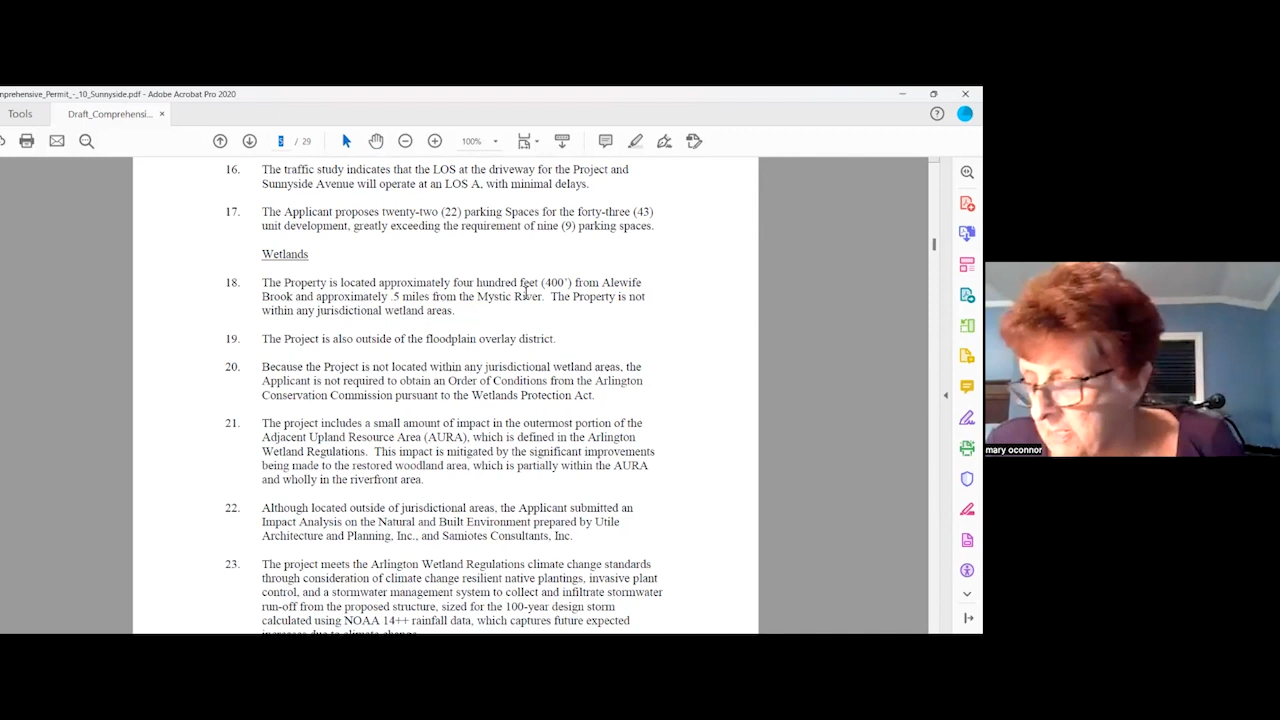 nprehensive_Permit_-_10_Sunnyside.pdf - Adobe Acrobat Pro 2020
Tools
Draft_Comprehensi...
/ 29
100%
16. The traffic study indicates that the LOS at the driveway for the Project and
Sunnyside Avenue will operate at an LOS A, with minimal delays.
17. The Applicant proposes twenty-two (22) parking Spaces for the forty-three (43)
unit development, greatly exceeding the requirement of nine (9) parking spaces.
Wetlands
18. The Property is located approximately four hundred feet (400’) from Alewife
Brook and approximately .5 miles from the Mystic River. The Property is not
within any jurisdictional wetland areas.
19. The Project is also outside of the floodplain overlay district.
20. Because the Project is not located within any jurisdictional wetland areas, the
Applicant is not required to obtain an Order of Conditions from the Arlington
Conservation Commission pursuant to the Wetlands Protection Act.
21. The project includes a small amount of impact in the outermost portion of the
Adjacent Upland Resource Area (AURA), which is defined in the Arlington
Wetland Regulations. This impact is mitigated by the significant improvements
being made to the restored woodland area, which is partially within the AURA
and wholly in the riverfront area.
22. Although located outside of jurisdictional areas, the Applicant submitted an
Impact Analysis on the Natural and Built Environment prepared by Utile
Architecture and Planning, Inc., and Samiotes Consultants, Inc.
23. The project meets the Arlington Wetland Regulations climate change standards
through consideration of climate change resilient native plantings, invasive plant
control, and a stormwater management system to collect and infiltrate stormwater
run-off from the proposed structure, sized for the 100-year design storm
calculated using NOAA 14++ rainfall data, which captures future expected
increases due to climate change.
mary oconnor